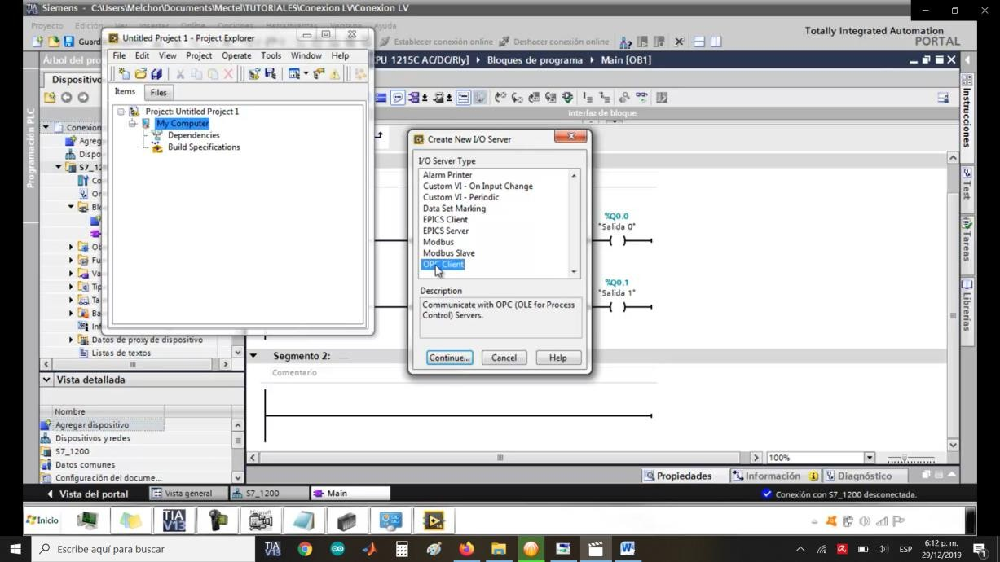 Siemens - C:\Users\Melchor\Documents\Mectel\TUTORIALES\Conexion LV\Conexion LV
Proyecto Edición Ver Insertar Online Opciones Herramientas Ventana Ayuda
Totally Integrated Automation
PORTAL
Guard
Establecer conexión online
Deshacer conexión online
Árbol del pro
PU 1215C AC/DC/Rly] ▸ Bloques de programa ▸ Main [OB1]
Dispositivo
Programación PLC
Interfaz de bloque
Untitled Project 1 - Project Explorer
File Edit View Project Operate Tools Window Help
Items Files
Project: Untitled Project 1
My Computer
Dependencies
Build Specifications
Conexion
Agreg
Dispo
S7_12
Co
On
Blo
Ob
Fu
Va
Tip
Ta
Ba
Inf
Datos de proxy de dispositivo
Listas de textos
Create New I/O Server
I/O Server Type
Alarm Printer
Custom VI - On Input Change
Custom VI - Periodic
Data Set Marking
EPICS Client
EPICS Server
Modbus
Modbus Slave
OPC Client
Description
Communicate with OPC (OLE for Process
Control) Servers.
Continue... Cancel Help
%Q0.0
"Salida 0"
%Q0.1
"Salida 1"
Segmento 2:
Comentario
Instrucciones
Test
Tareas
Librerías
Vista detallada
Nombre
Agregar dispositivo
Dispositivos y redes
S7_1200
Datos comunes
Configuración del docume...
100%
Propiedades Información Diagnóstico
Vista del portal Vista general S7_1200 Main
Conexión con S7_1200 desconectada.
Inicio
TIA V13
Escribe aquí para buscar
TIA V13
ESP
6:12 p. m.
29/12/2019